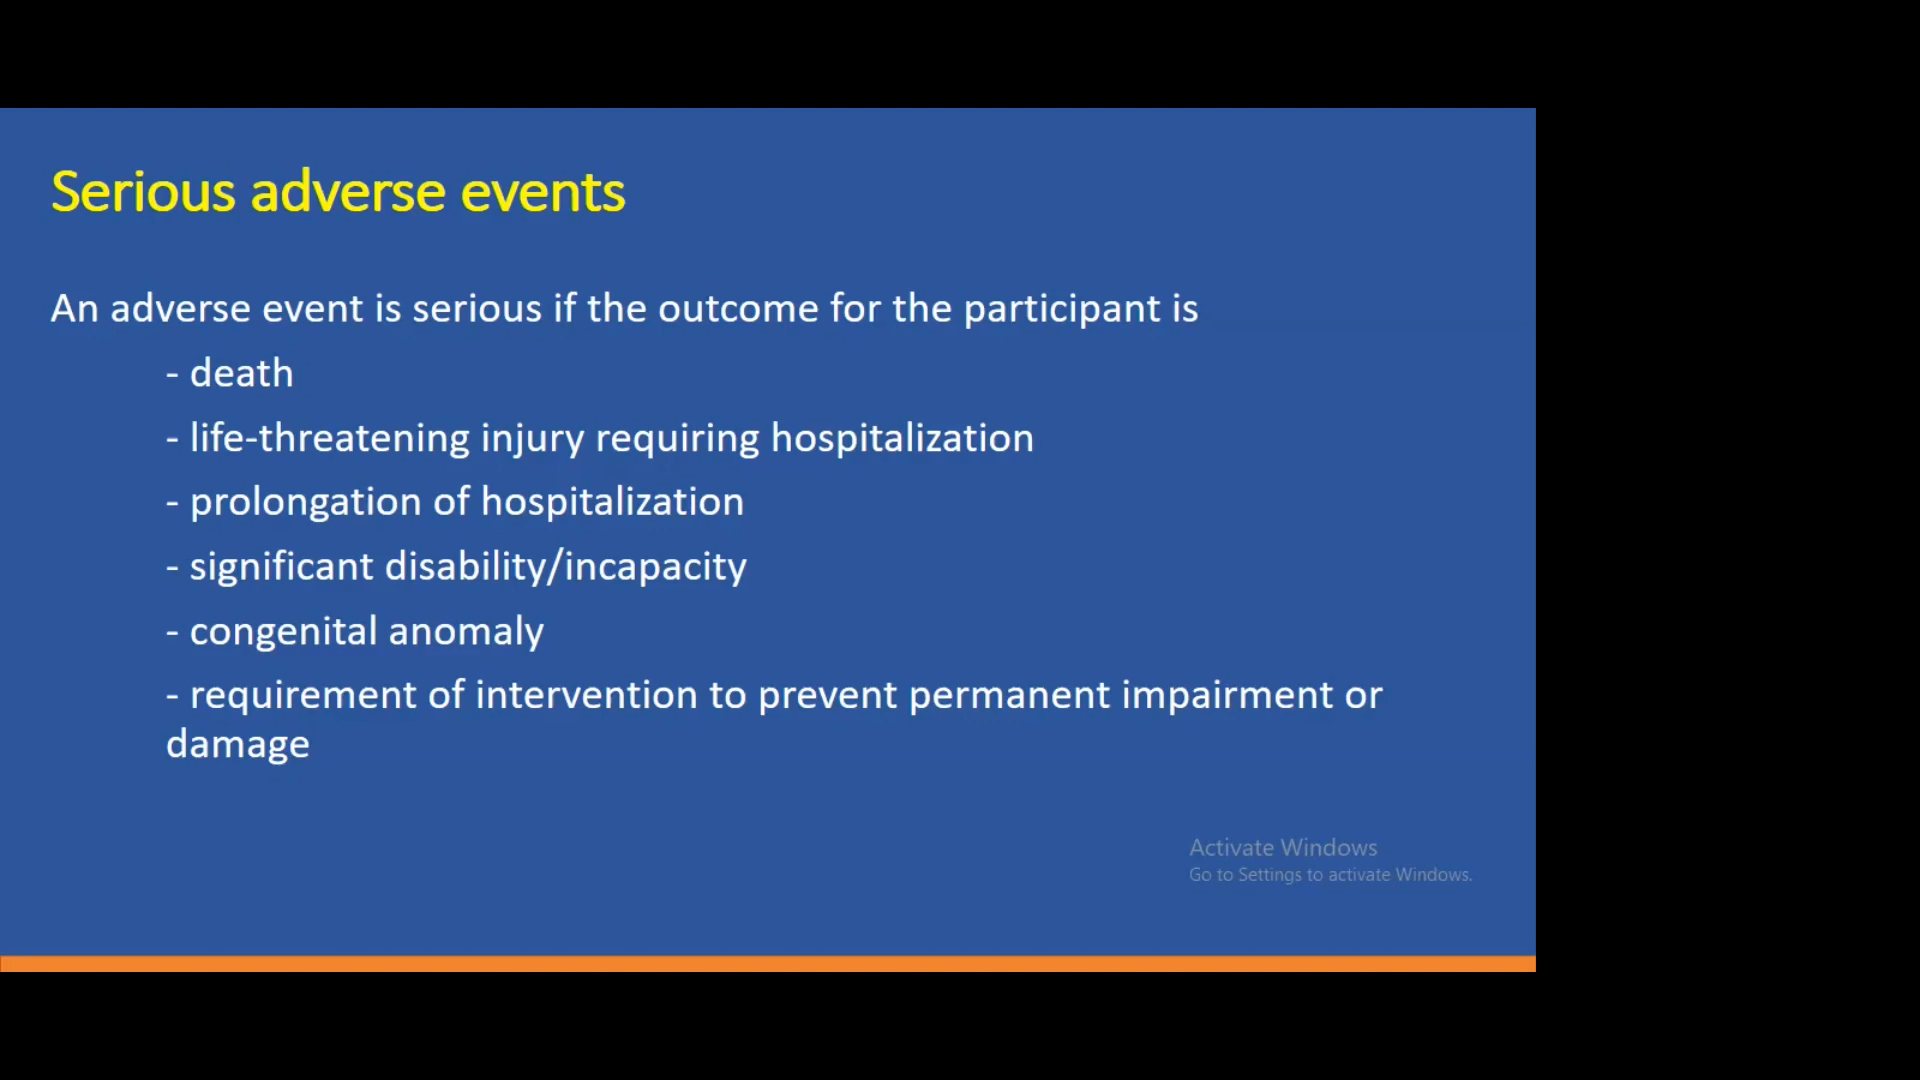 Serious adverse events
An adverse event is serious if the outcome for the participant is
- death
- life-threatening injury requiring hospitalization
- prolongation of hospitalization
- significant disability/incapacity
- congenital anomaly
- requirement of intervention to prevent permanent impairment or
damage
Activate Windows
Go to Settings to activate Windows.